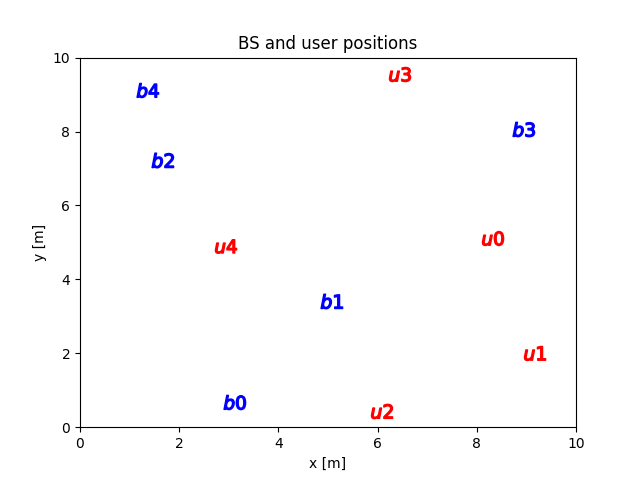 BS and user positions
10
8
6
4
2
0
y [m]
u3
b4
b3
b2
u0
u4
b1
u1
b0
u2
0 2 4 6 8 10
x [m]